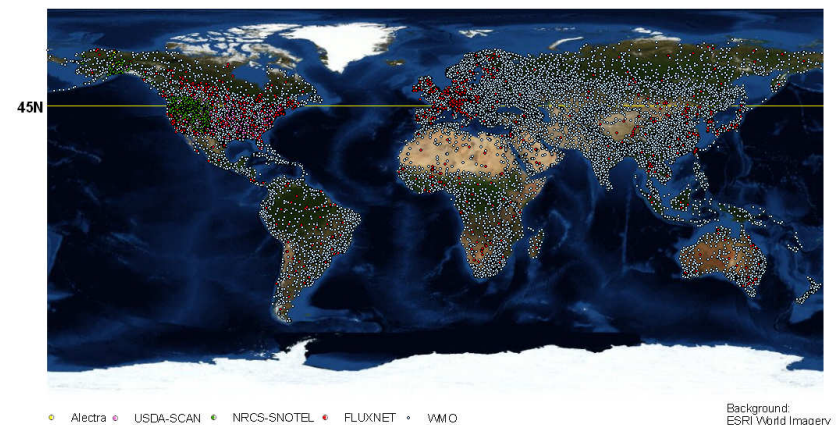 45N
Alectra USDA-SCAN NRCS-SNOTEL FLUXNET WMO
Background:
ESRI World Imagery